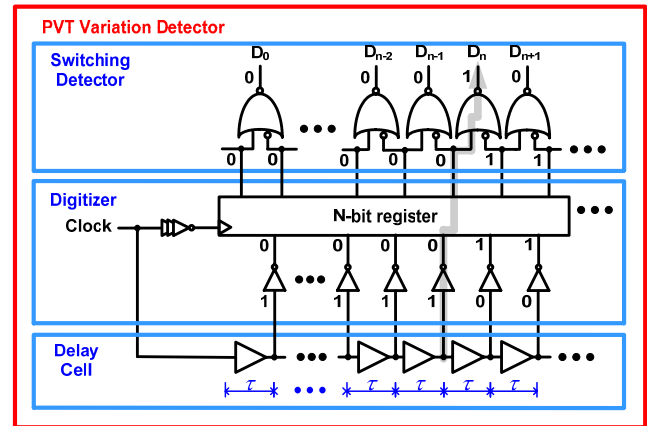 PVT Variation Detector
Switching
Detector
D0 Dn-2 Dn-1 Dn Dn+1
0 0 0 1 0
0 0 0 0 0 1 1
Digitizer
Clock
N-bit register
0 0 0 0 1 1
1 1 1 1 0 0
Delay
Cell
τ τ τ τ τ